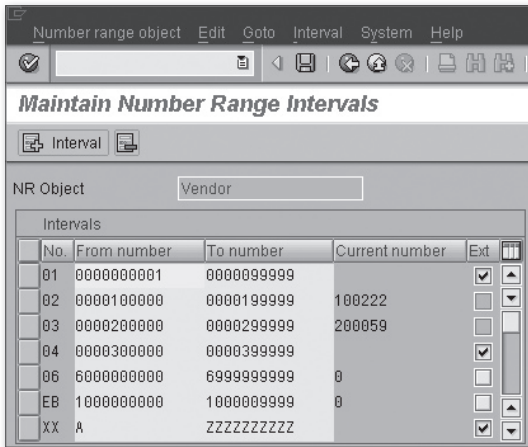 Number range object Edit Goto Interval System Help
Maintain Number Range Intervals
Interval
NR Object Vendor
Intervals
No. From number To number Current number Ext
01 0000000001 0000099999
02 0000100000 0000199999 100222
03 0000200000 0000299999 200059
04 0000300000 0000399999
06 6000000000 6999999999 0
EB 1000000000 1000009999 0
XX A ZZZZZZZZZZ